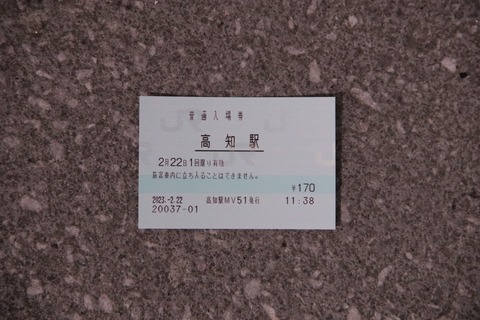 普通入場券
高知駅
2月22日1回限り有効
旅客車内に立ち入ることはできません。
￥170
2023.-2.22 高知駅MV51発行 11:38
20037-01